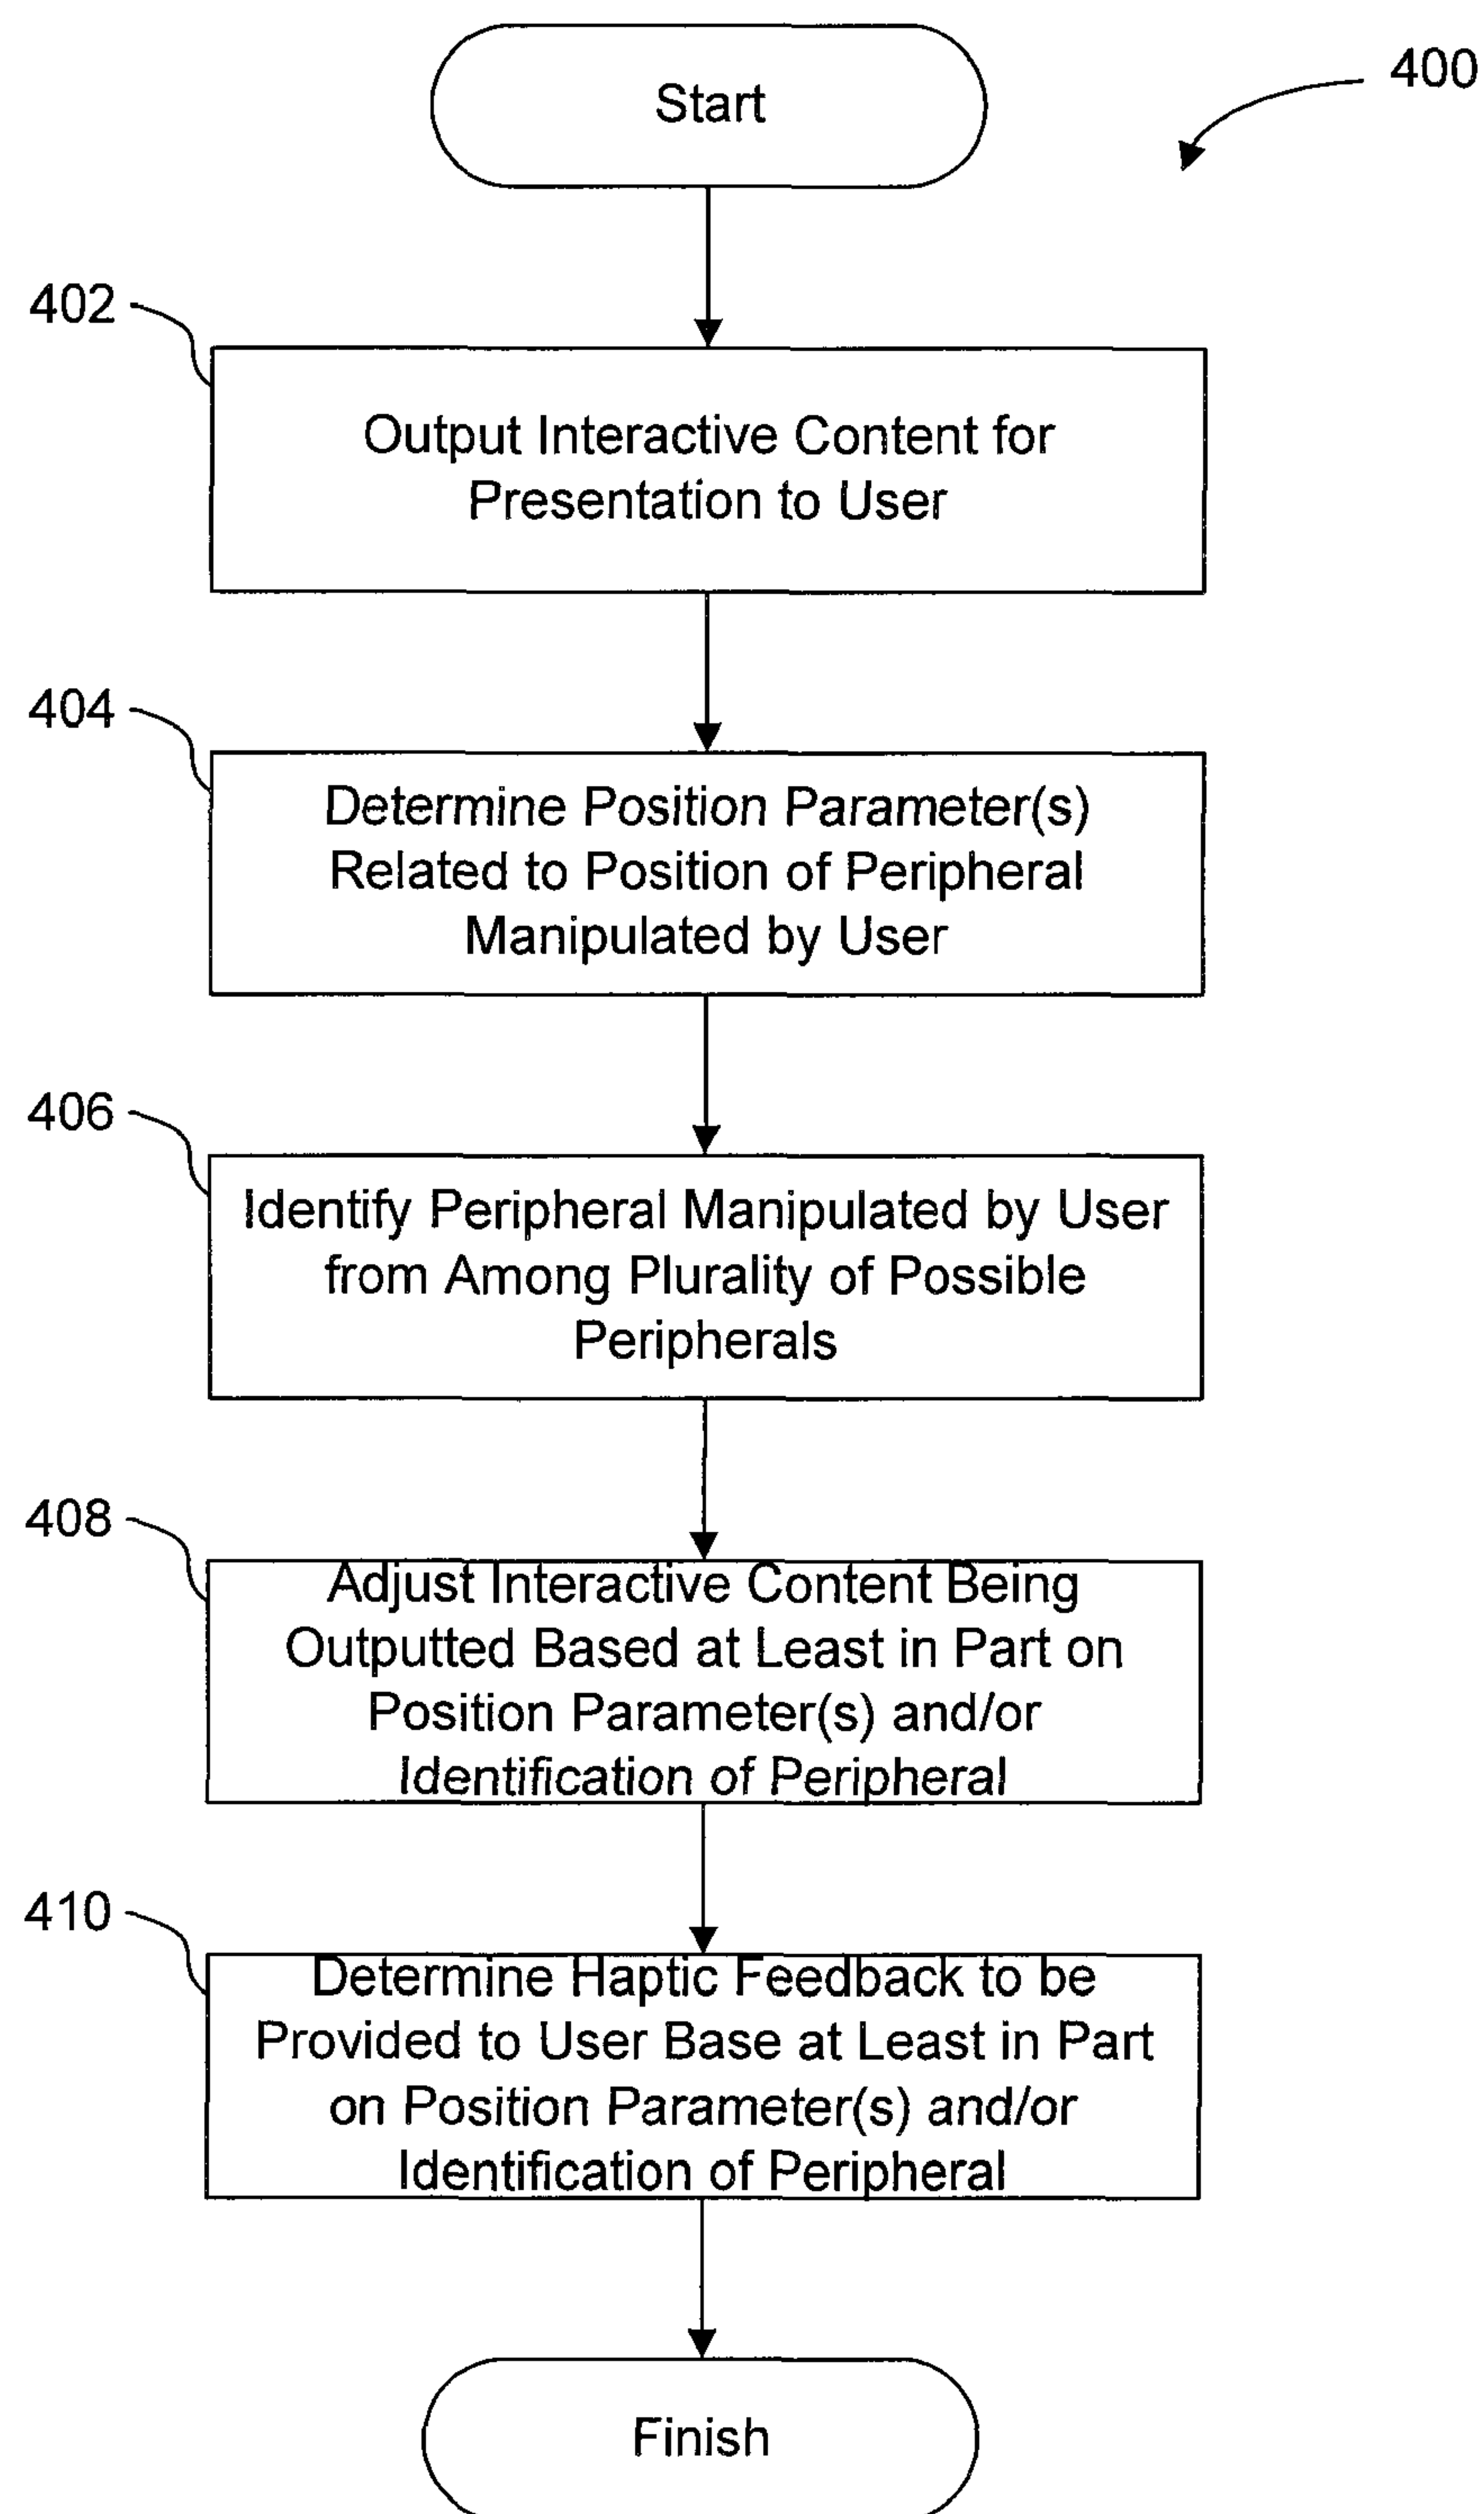 Start
400
402
Output Interactive Content for
Presentation to User
404
Determine Position Parameter(s)
Related to Position of Peripheral
Manipulated by User
406
Identify Peripheral Manipulated by User
from Among Plurality of Possible
Peripherals
408
Adjust Interactive Content Being
Outputted Based at Least in Part on
Position Parameter(s) and/or
Identification of Peripheral
410
Determine Haptic Feedback to be
Provided to User Base at Least in Part
on Position Parameter(s) and/or
Identification of Peripheral
Finish